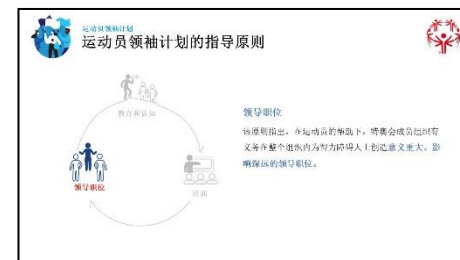 运动员领袖计划
运动员领袖计划的指导原则
教育和认知
领导职位
培训
领导职位
该原则指出，在运动员的帮助下，特奥会成员组织有
义务在整个组织内为智力障碍人士创造意义重大、影
响深远的领导职位。